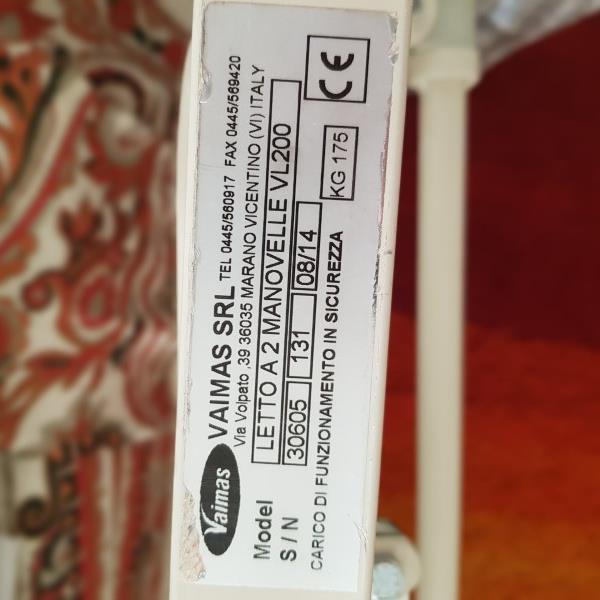 Vaimas
VAIMAS SRL TEL 0445/560917 FAX 0445/569420
Via Volpato ,39 36035 MARANO VICENTINO (VI) ITALY
Model LETTO A 2 MANOVELLE VL200
S / N 30605 131 08/14
CARICO DI FUNZIONAMENTO IN SICUREZZA KG 175
CE